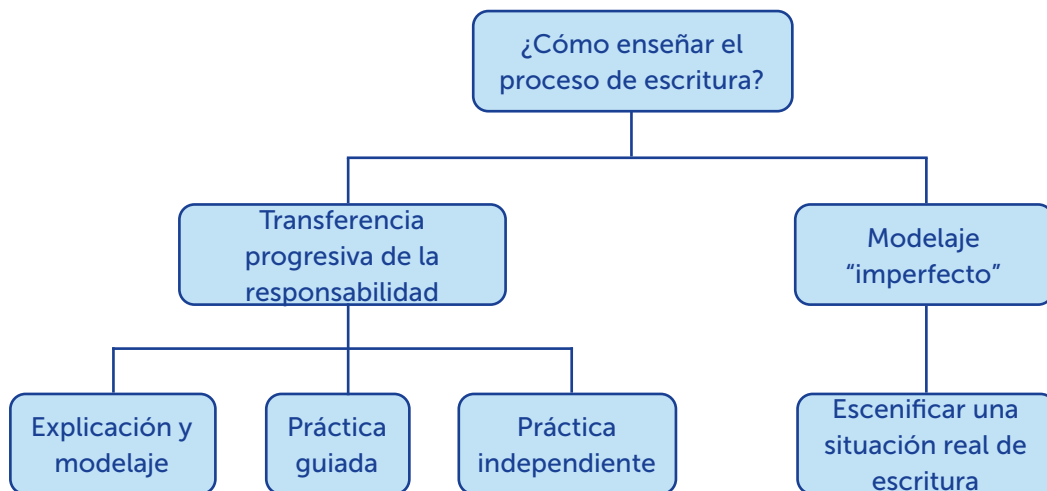 ¿Cómo enseñar el
proceso de escritura?
Transferencia
progresiva de la
responsabilidad
Modelaje
“imperfecto”
Explicación y
modelaje
Práctica
guiada
Práctica
independiente
Escenificar una
situación real de
escritura